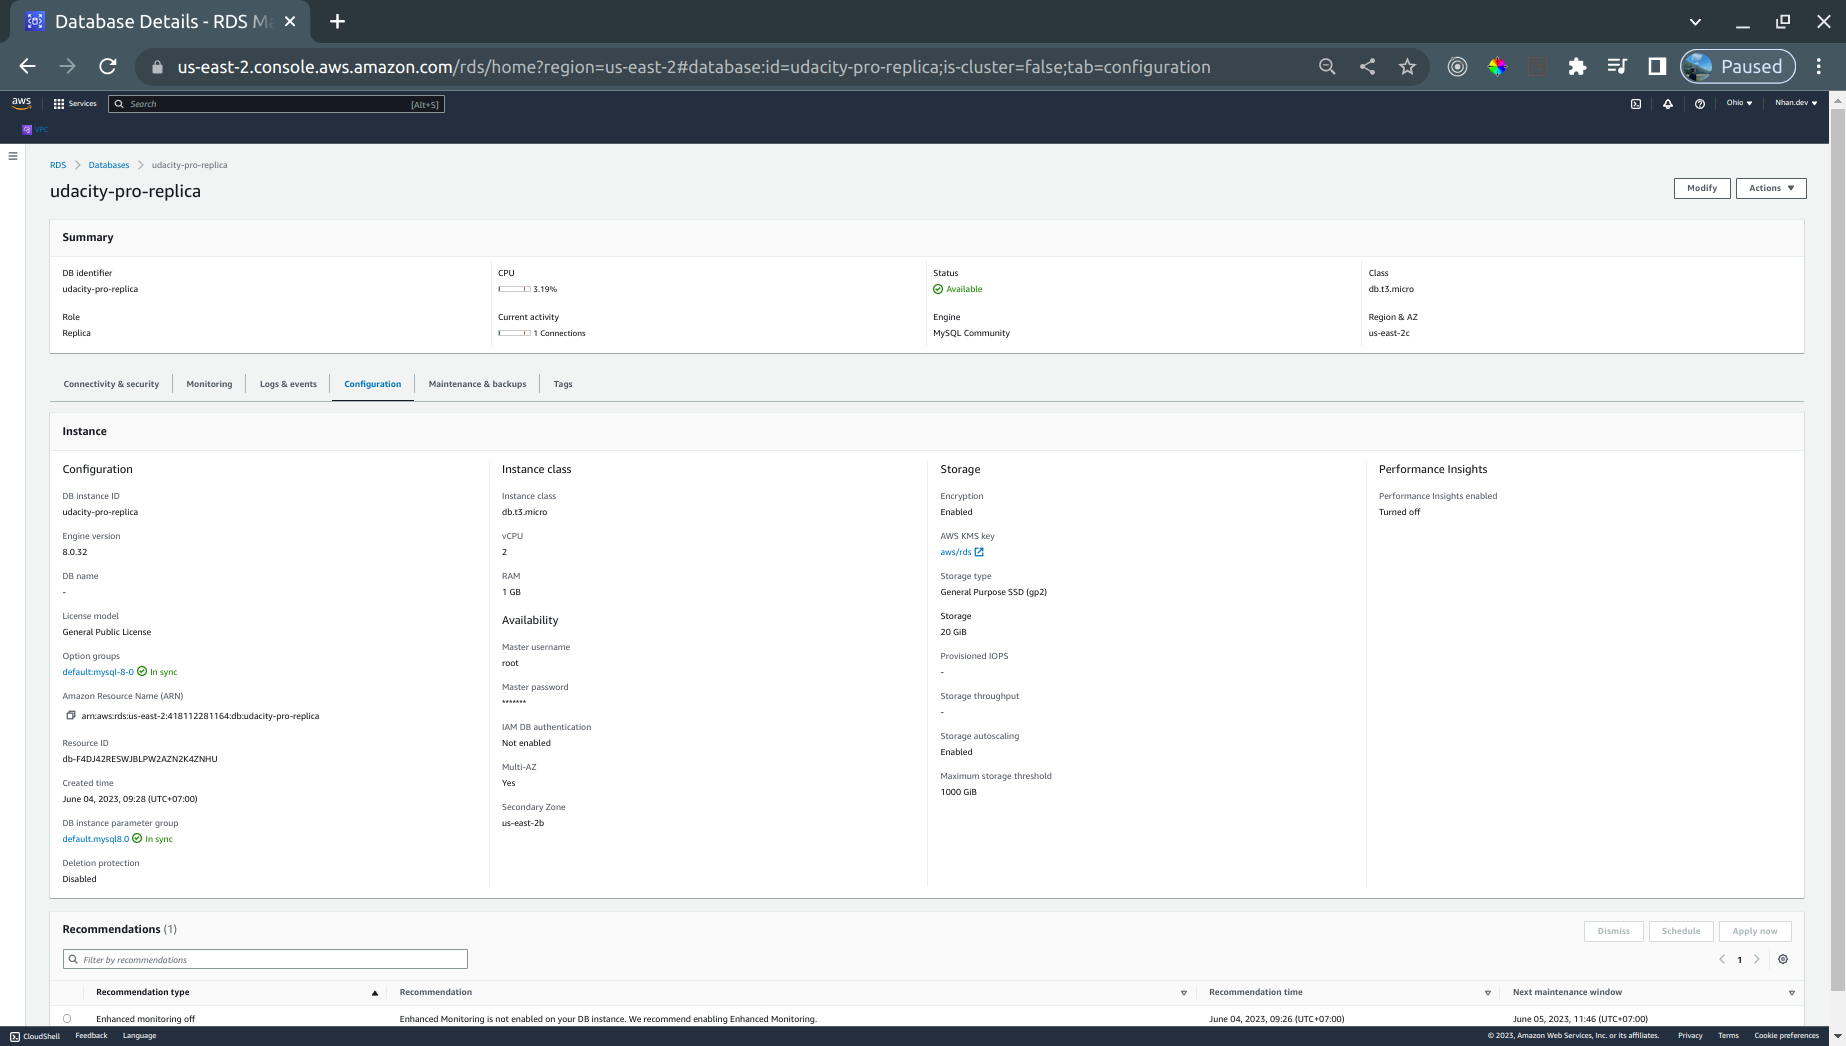 Database Details - RDS Ma
us-east-2.console.aws.amazon.com/rds/home?region=us-east-2#database:id=udacity-pro-replica;is-cluster=false;tab=configuration
Paused
aws
Services
Search
[Alt+S]
Ohio
Nhan.dev
VPC
RDS
Databases
udacity-pro-replica
udacity-pro-replica
Modify
Actions
Summary
DB identifier
udacity-pro-replica
CPU
3.19%
Status
Available
Class
db.t3.micro
Role
Replica
Current activity
1 Connections
Engine
MySQL Community
Region & AZ
us-east-2c
Connectivity & security
Monitoring
Logs & events
Configuration
Maintenance & backups
Tags
Instance
Configuration
DB instance ID
udacity-pro-replica
Engine version
8.0.32
DB name
-
License model
General Public License
Option groups
default:mysql-8-0 In sync
Amazon Resource Name (ARN)
arn:aws:rds:us-east-2:418112281164:db:udacity-pro-replica
Resource ID
db-F4DJ42RESWJBLPW2AZN2K4ZNHU
Created time
June 04, 2023, 09:28 (UTC+07:00)
DB instance parameter group
default.mysql8.0 In sync
Deletion protection
Disabled
Instance class
Instance class
db.t3.micro
vCPU
2
RAM
1 GB
Availability
Master username
root
Master password
*******
IAM DB authentication
Not enabled
Multi-AZ
Yes
Secondary Zone
us-east-2b
Storage
Encryption
Enabled
AWS KMS key
aws/rds
Storage type
General Purpose SSD (gp2)
Storage
20 GiB
Provisioned IOPS
-
Storage throughput
-
Storage autoscaling
Enabled
Maximum storage threshold
1000 GiB
Performance Insights
Performance Insights enabled
Turned off
Recommendations (1)
Dismiss
Schedule
Apply now
Filter by recommendations
1
Recommendation type
Recommendation
Recommendation time
Next maintenance window
Enhanced monitoring off
Enhanced Monitoring is not enabled on your DB instance. We recommend enabling Enhanced Monitoring.
June 04, 2023, 09:26 (UTC+07:00)
June 05, 2023, 11:46 (UTC+07:00)
CloudShell
Feedback
Language
© 2023, Amazon Web Services, Inc. or its affiliates.
Privacy
Terms
Cookie preferences